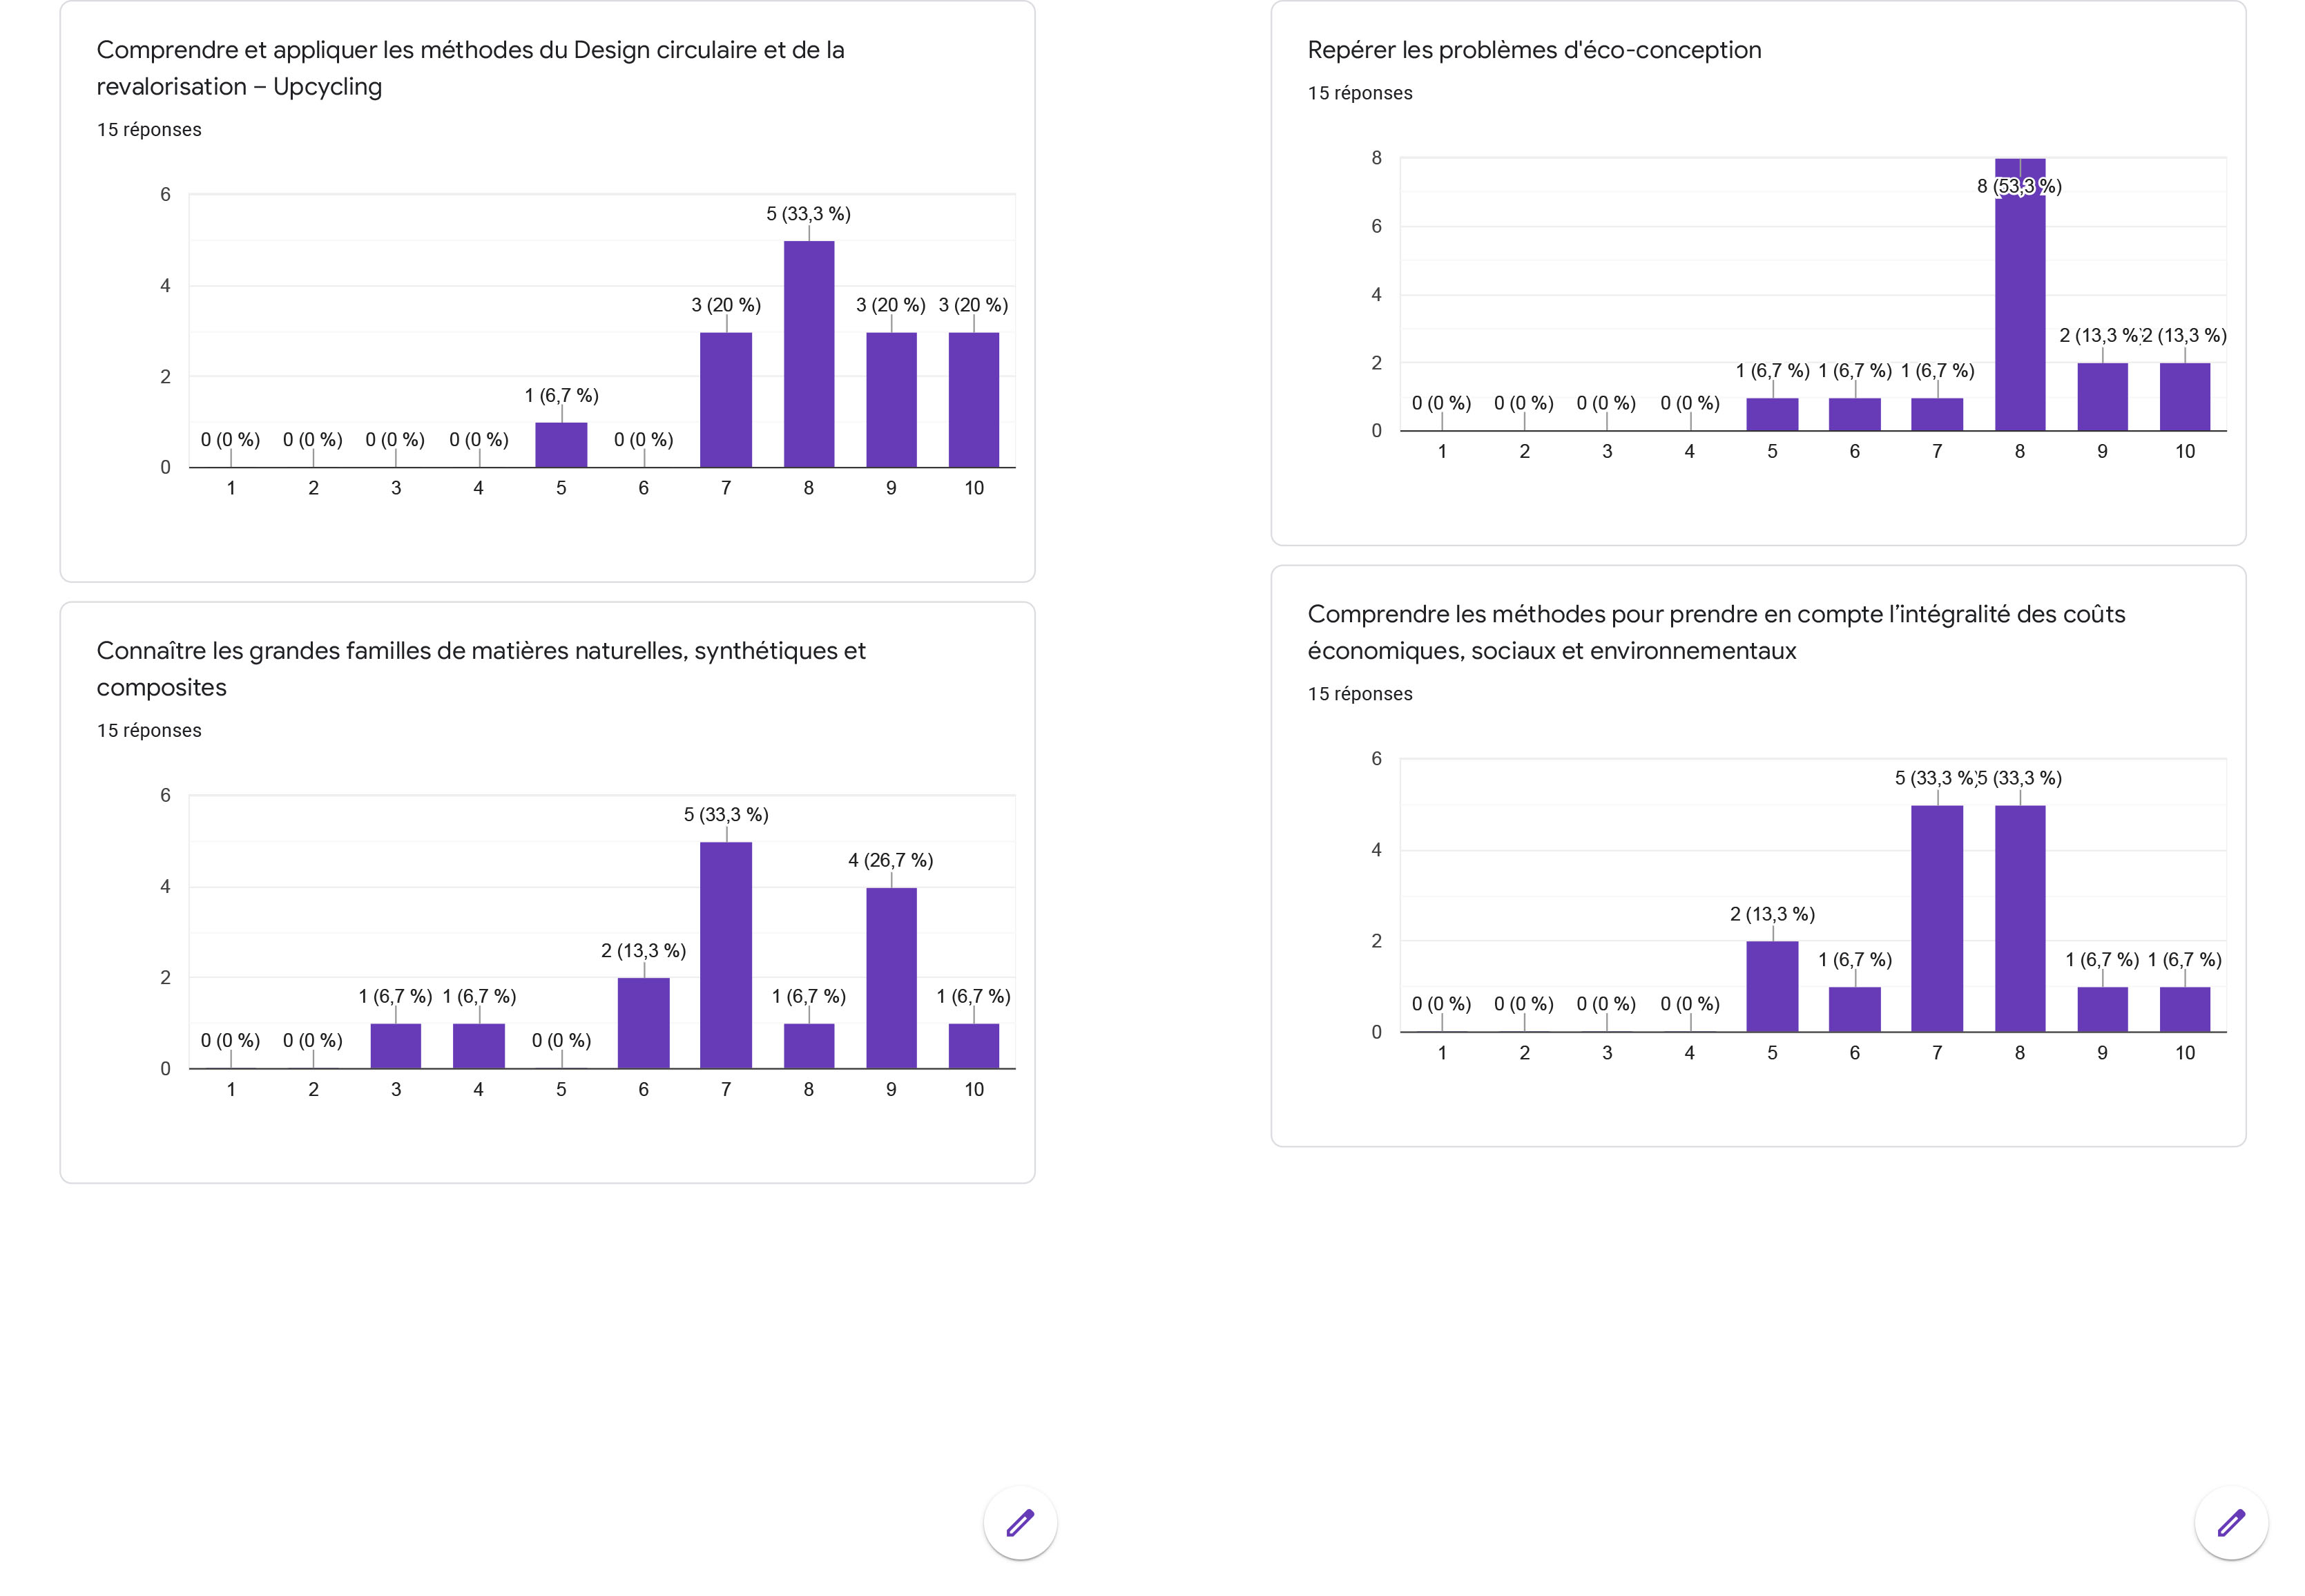 Comprendre et appliquer les méthodes du Design circulaire et de la
revalorisation – Upcycling
15 réponses
6
4
2
0
5 (33,3 %)
3 (20 %)
3 (20 %)
3 (20 %)
1 (6,7 %)
0 (0 %)
0 (0 %)
0 (0 %)
0 (0 %)
0 (0 %)
1 2 3 4 5 6 7 8 9 10
Connaître les grandes familles de matières naturelles, synthétiques et
composites
15 réponses
6
4
2
0
5 (33,3 %)
4 (26,7 %)
2 (13,3 %)
1 (6,7 %)
1 (6,7 %)
1 (6,7 %)
1 (6,7 %)
0 (0 %)
0 (0 %)
0 (0 %)
1 2 3 4 5 6 7 8 9 10
Repérer les problèmes d'éco-conception
15 réponses
8
6
4
2
0
8 (53,3 %)
2 (13,3 %)
2 (13,3 %)
1 (6,7 %)
1 (6,7 %)
1 (6,7 %)
0 (0 %)
0 (0 %)
0 (0 %)
0 (0 %)
1 2 3 4 5 6 7 8 9 10
Comprendre les méthodes pour prendre en compte l’intégralité des coûts
économiques, sociaux et environnementaux
15 réponses
6
4
2
0
5 (33,3 %)
5 (33,3 %)
2 (13,3 %)
1 (6,7 %)
1 (6,7 %)
1 (6,7 %)
0 (0 %)
0 (0 %)
0 (0 %)
0 (0 %)
1 2 3 4 5 6 7 8 9 10